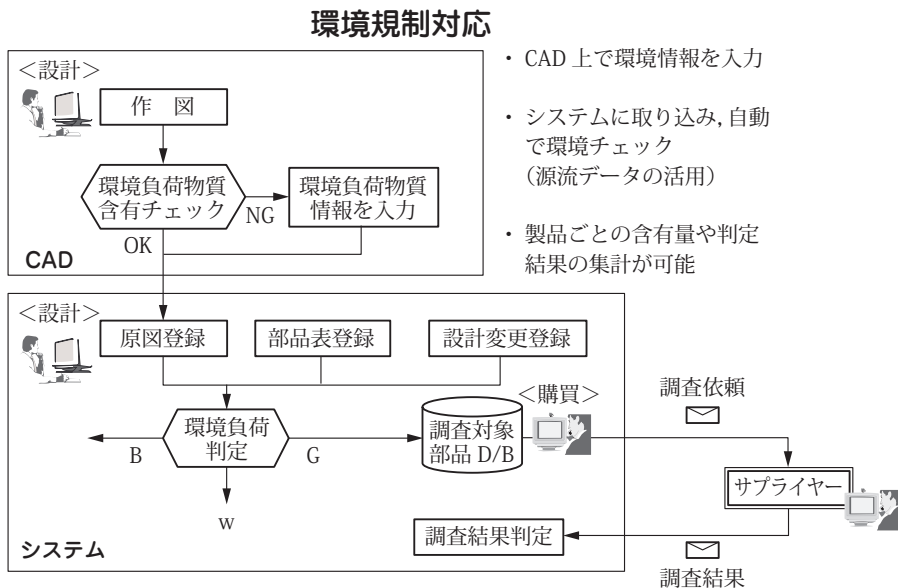 環境規制対応
<設計>
作 図
環境負荷物質
含有チェック
NG
環境負荷物質
情報を入力
OK
CAD
・ CAD 上で環境情報を入力
・ システムに取り込み, 自動
で環境チェック
（源流データの活用）
・ 製品ごとの含有量や判定
結果の集計が可能
<設計>
原図登録
部品表登録
設計変更登録
環境負荷
判定
B
G
w
調査対象
部品 D/B
<購買>
調査依頼
サプライヤー
調査結果判定
調査結果
システム